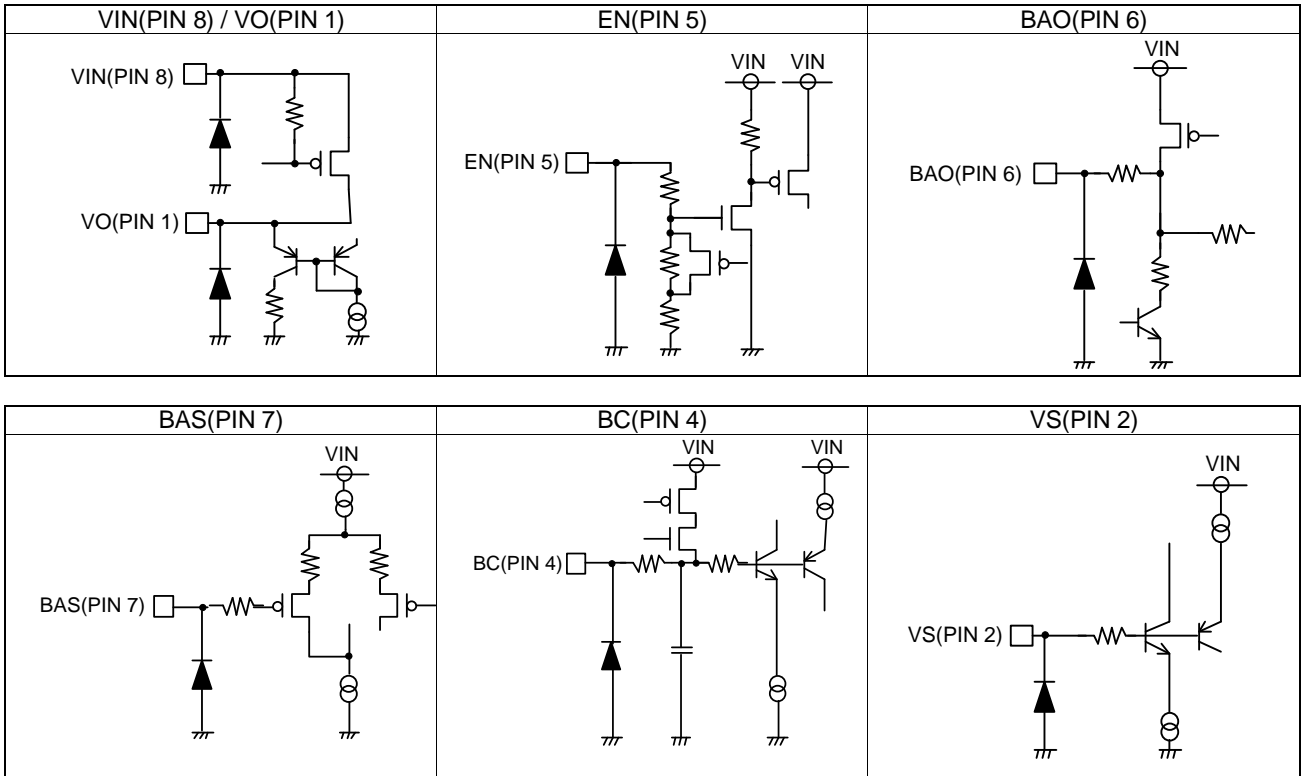 VIN(PIN 8) / VO(PIN 1)
VIN(PIN 8)
VO(PIN 1)
EN(PIN 5)
VIN
VIN
EN(PIN 5)
BAO(PIN 6)
VIN
BAO(PIN 6)
BAS(PIN 7)
VIN
BAS(PIN 7)
BC(PIN 4)
VIN
VIN
BC(PIN 4)
VS(PIN 2)
VIN
VS(PIN 2)